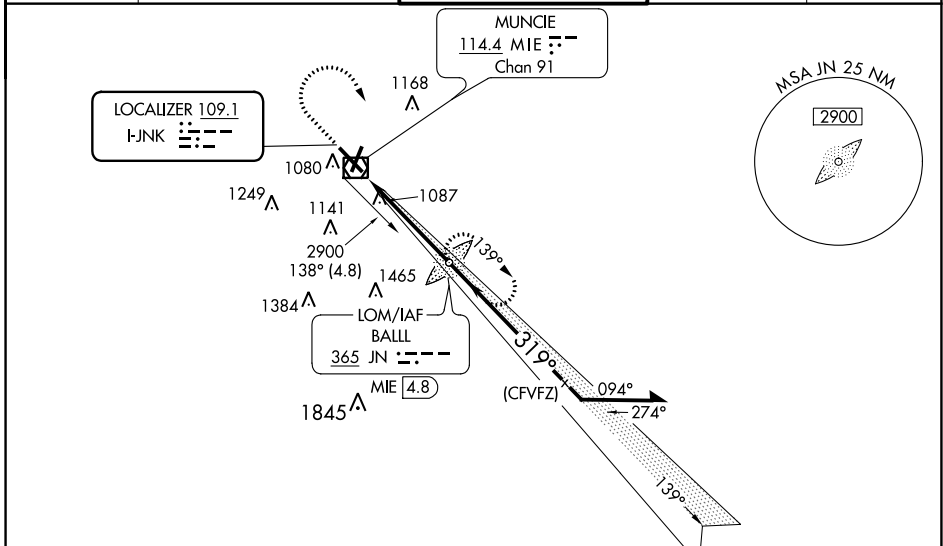 MUNCIE
114.4 MIE
Chan 91
LOCALIZER 109.1
I-JNK
MSA JN 25 NM
2900
1168
1080
1087
1249
1141
2900
138° (4.8)
139°
1465
1384
LOM/IAF
BALLL
365 JN
MIE 4.8
1845
319°
(CFVFZ)
094°
274°
139°